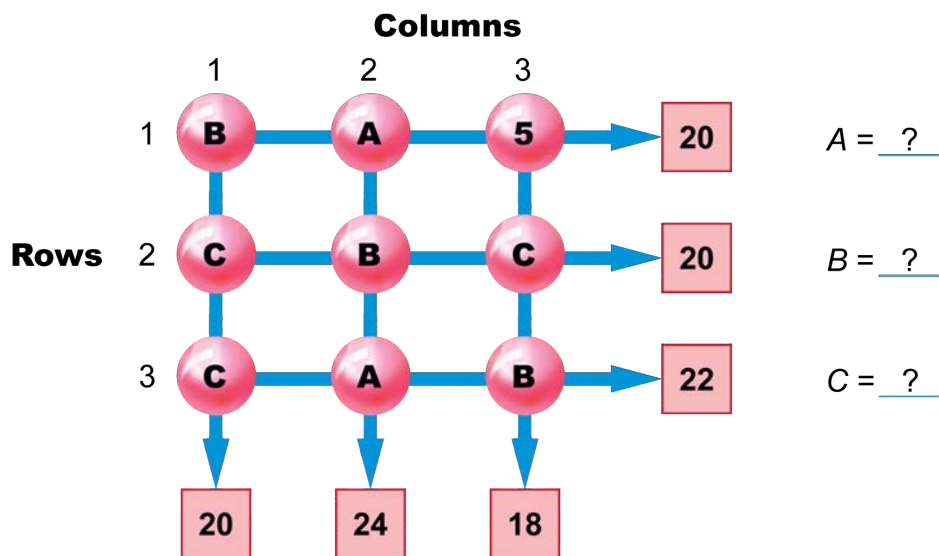 Columns
1 2 3
1 B A 5 20 A = ?
Rows 2 C B C 20 B = ?
3 C A B 22 C = ?
20 24 18